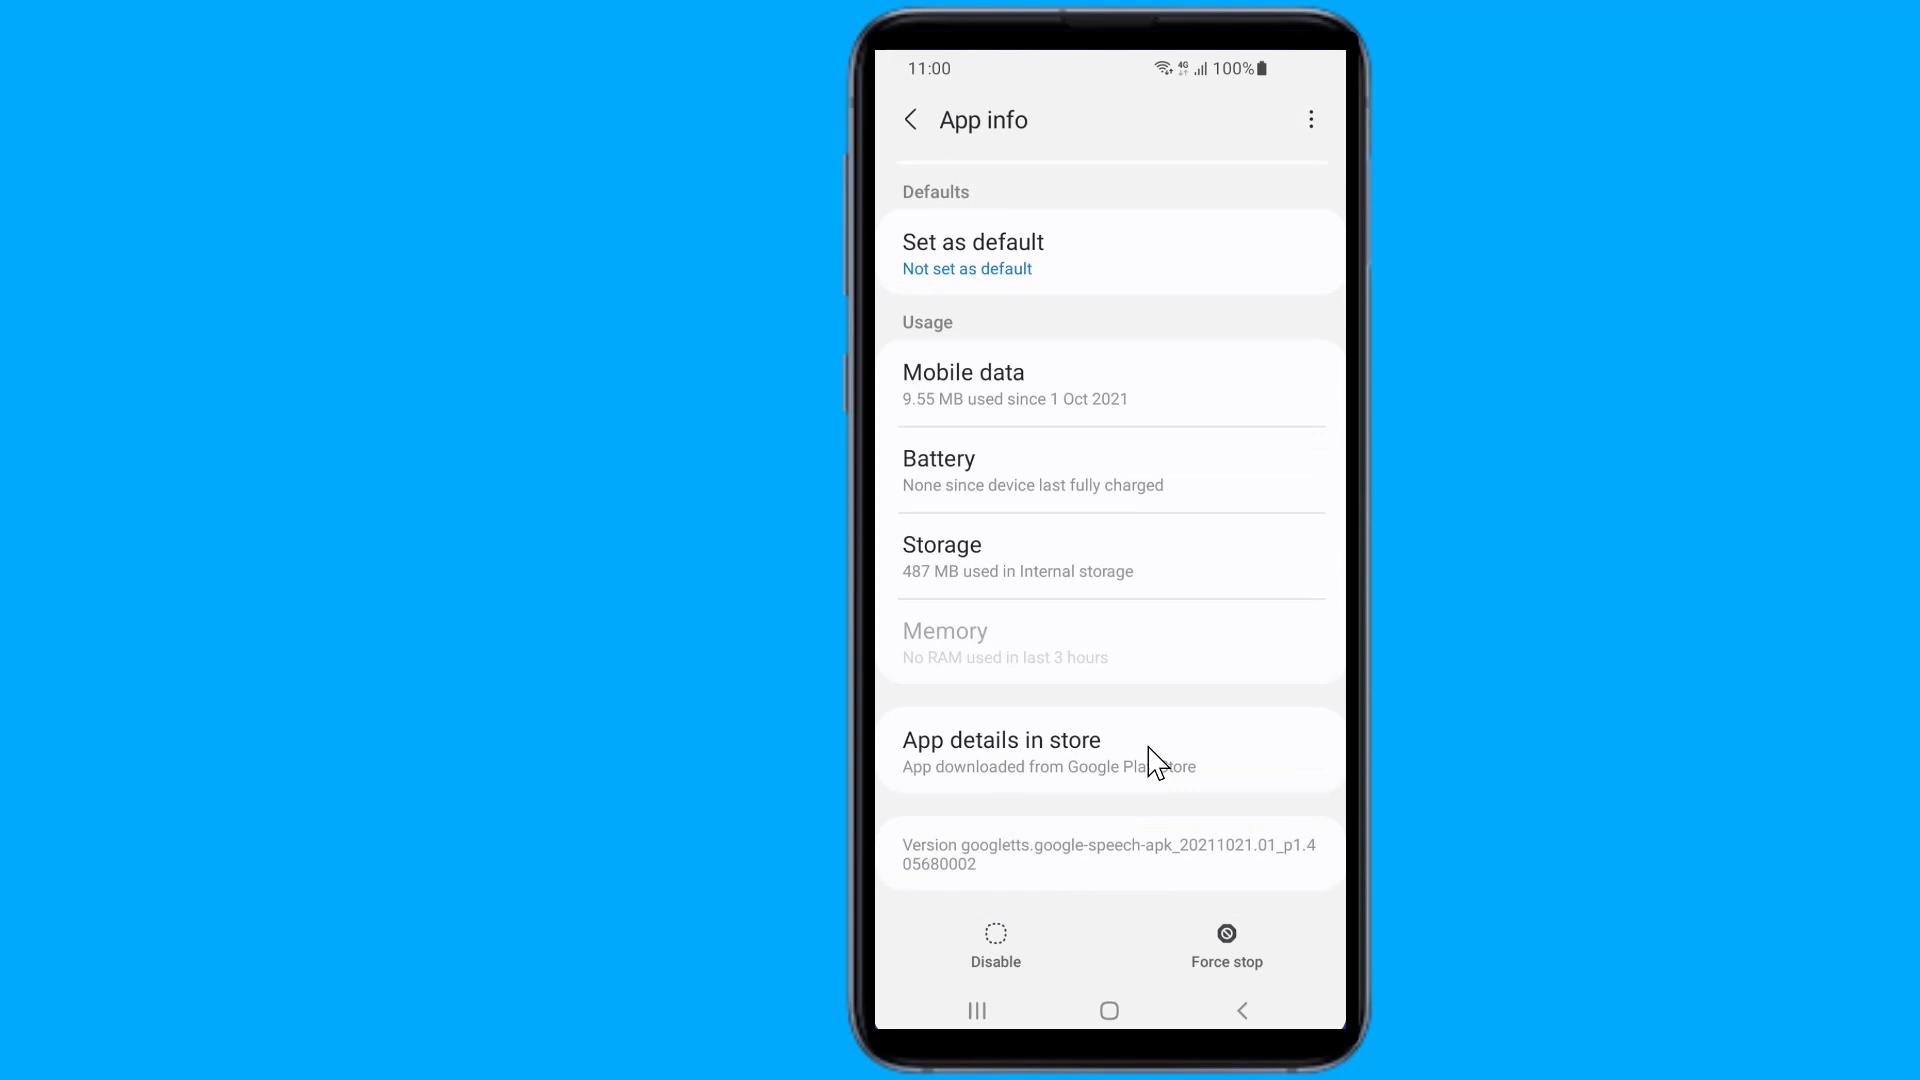 11:00
4G
100%
App info
Defaults
Set as default
Not set as default
Usage
Mobile data
9.55 MB used since 1 Oct 2021
Battery
None since device last fully charged
Storage
487 MB used in Internal storage
Memory
No RAM used in last 3 hours
App details in store
App downloaded from Google Play Store
Version googletts.google-speech-apk_20211021.01_p1.4
05680002
Disable
Force stop